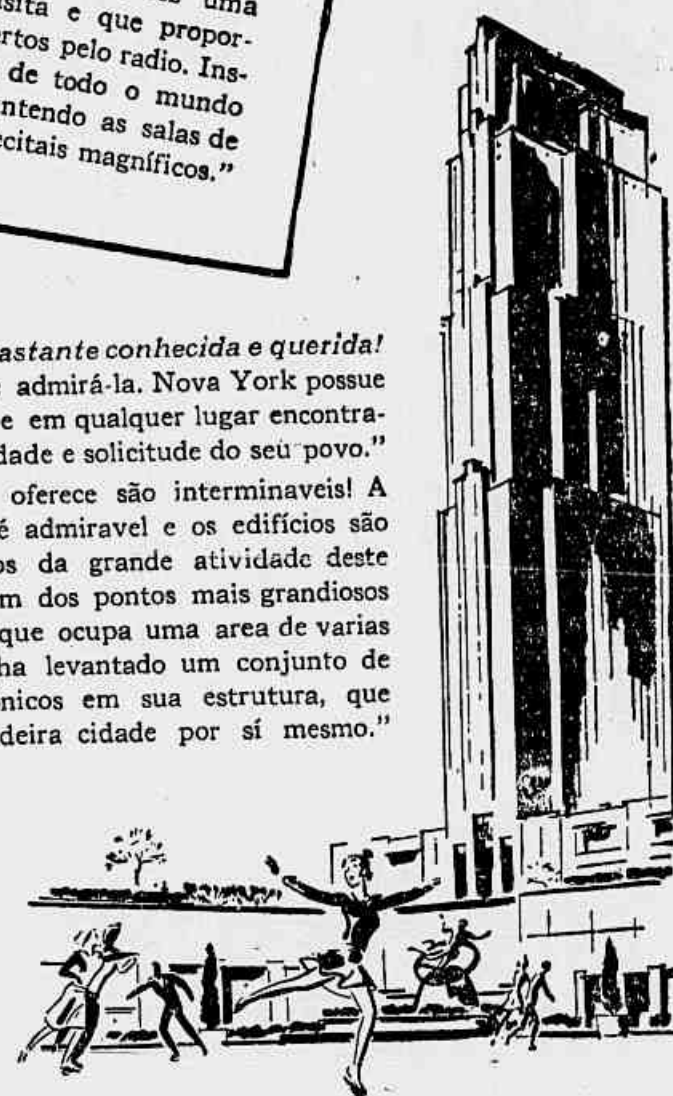 uma
sita e que propor-
rtos pelo radio. Ins-
de todo o mundo
ntendo as salas de
ecitais magníficos.”
astante conhecida e querida!
admirá-la. Nova York possue
e em qualquer lugar encontra-
dade e solicitude do seu povo.”
oferece são interminaveis! A
é admiravel e os edifícios são
os da grande atividade deste
m dos pontos mais grandiosos
que ocupa uma area de varias
ha levantado um conjunto de
nicos em sua estrutura, que
deira cidade por sí mesmo.”